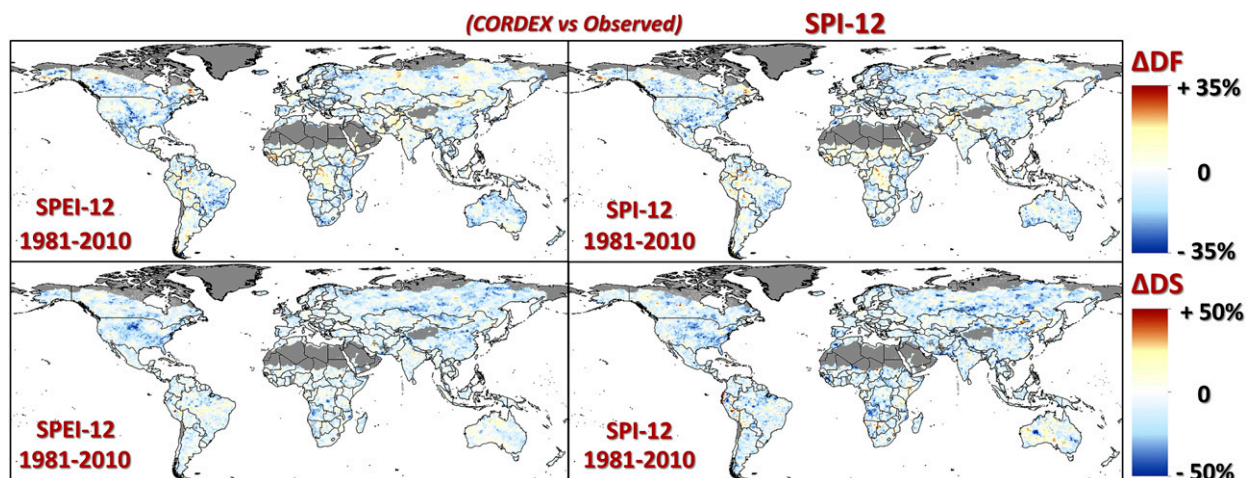 (CORDEX vs Observed)
SPI-12
ΔDF
+ 35%
0
- 35%
SPEI-12
1981-2010
SPI-12
1981-2010
ΔDS
+ 50%
0
- 50%
SPEI-12
1981-2010
SPI-12
1981-2010